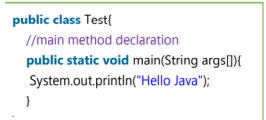 public class Test{
//main method declaration
public static void main(String args[]){
System.out.println("Hello Java");
}